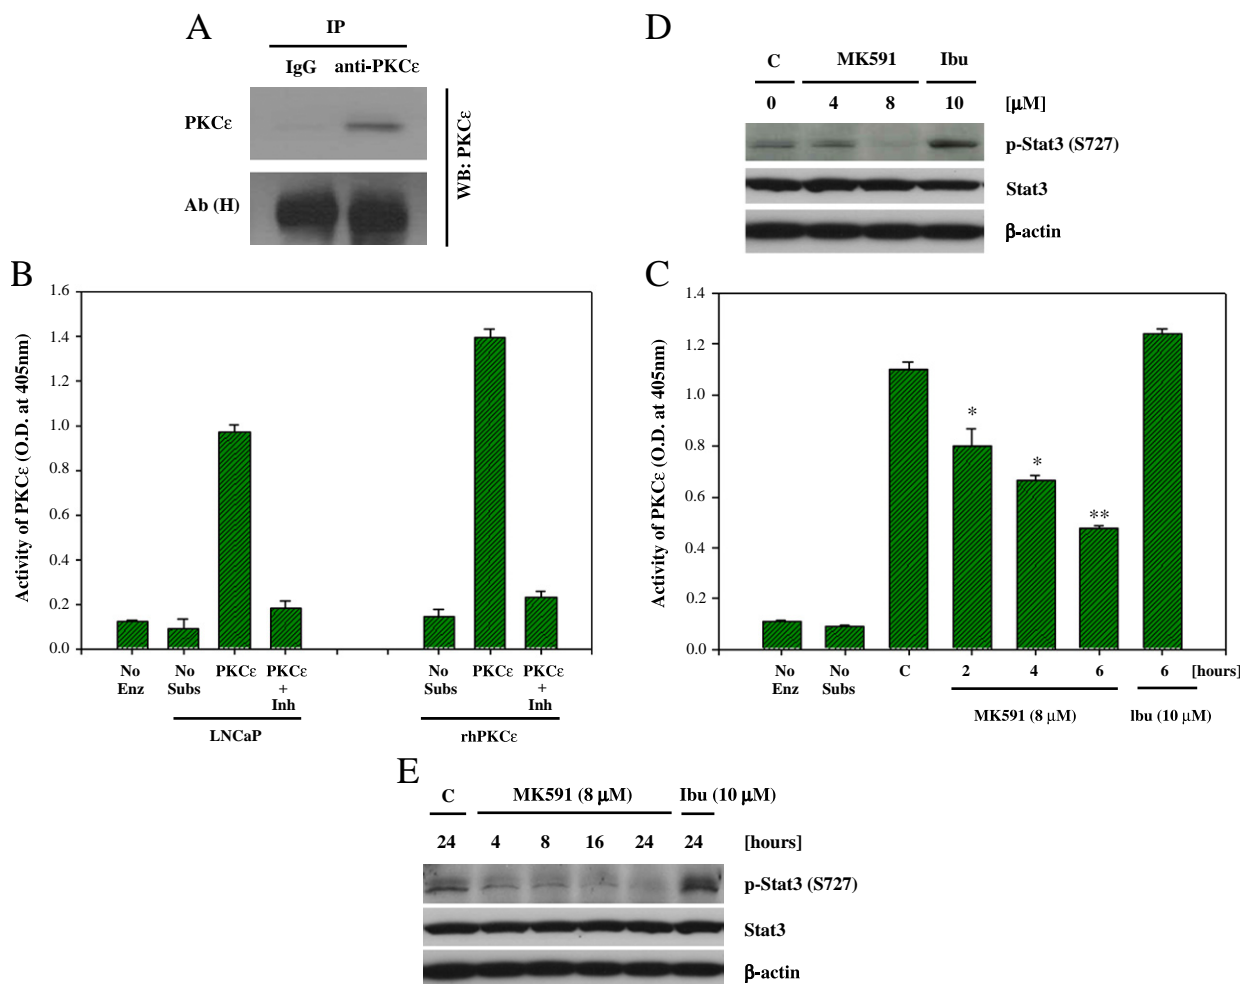 A
IP
IgG anti-PKCε
PKCε
Ab (H)
WB: PKCε
D
C MK591 Ibu
0 4 8 10 [μM]
p-Stat3 (S727)
Stat3
β-actin
B
Activity of PKCε (O.D. at 405nm)
1.6
1.4
1.2
1.0
0.8
0.6
0.4
0.2
0.0
No Enz
No Subs
PKCε
PKCε + Inh
No Subs
PKCε
PKCε + Inh
LNCaP
rhPKCε
C
Activity of PKCε (O.D. at 405nm)
1.4
1.2
1.0
0.8
0.6
0.4
0.2
0.0
*
*
**
No Enz
No Subs
C
2 4 6 6 [hours]
MK591 (8 μM)
Ibu (10 μM)
E
C MK591 (8 μM) Ibu (10 μM)
24 4 8 16 24 24 [hours]
p-Stat3 (S727)
Stat3
β-actin